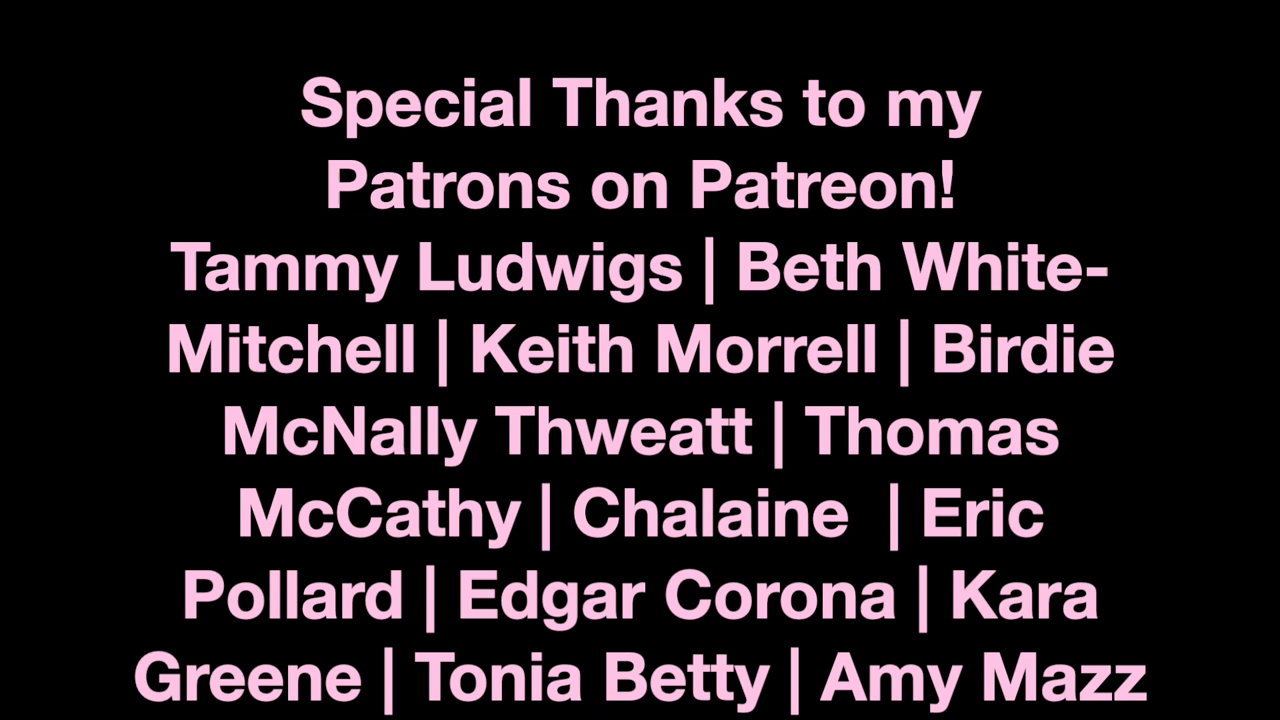 Special Thanks to my
Patrons on Patreon!
Tammy Ludwigs | Beth White-
Mitchell | Keith Morrell | Birdie
McNally Thweatt | Thomas
McCathy | Chalaine  | Eric
Pollard | Edgar Corona | Kara
Greene | Tonia Betty | Amy Mazz